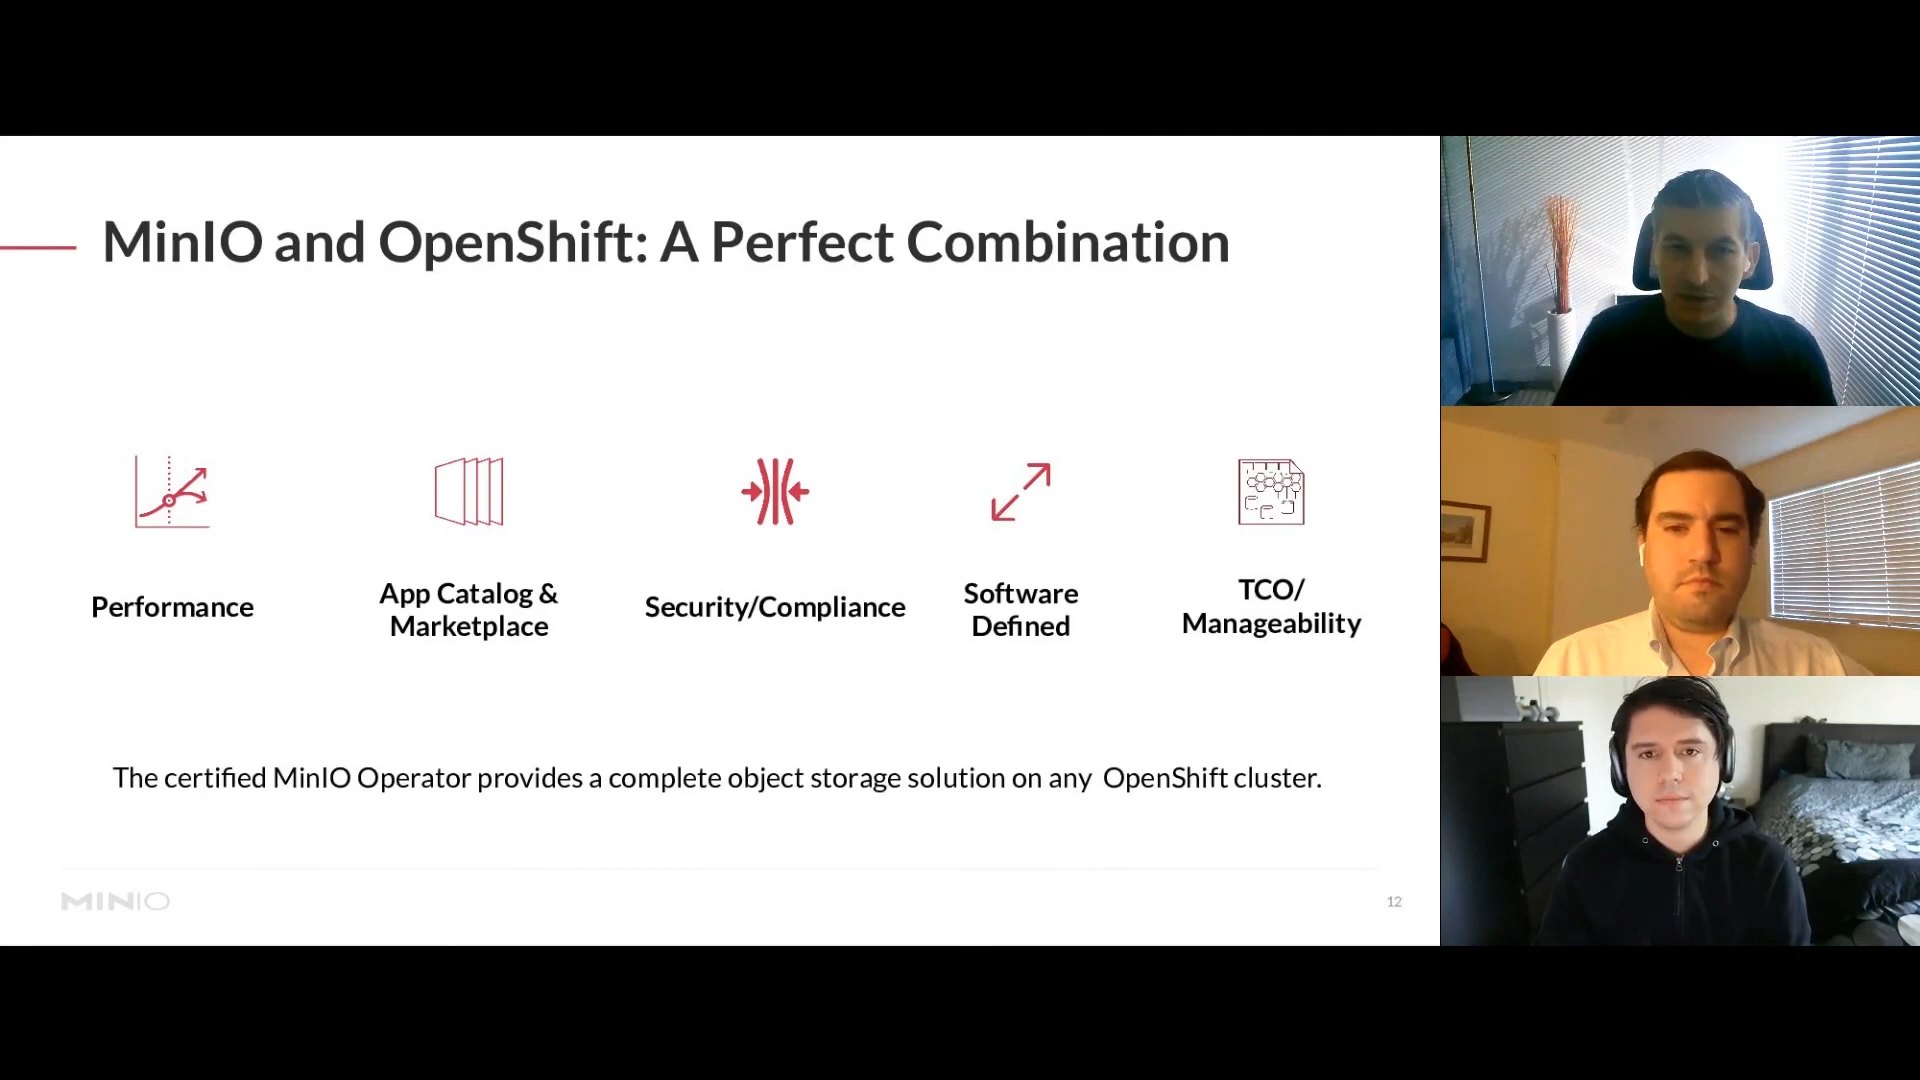 MinIO and OpenShift: A Perfect Combination
Performance
App Catalog &
Marketplace
Security/Compliance
Software
Defined
TCO/
Manageability
The certified MinIO Operator provides a complete object storage solution on any OpenShift cluster.
MINIO
12